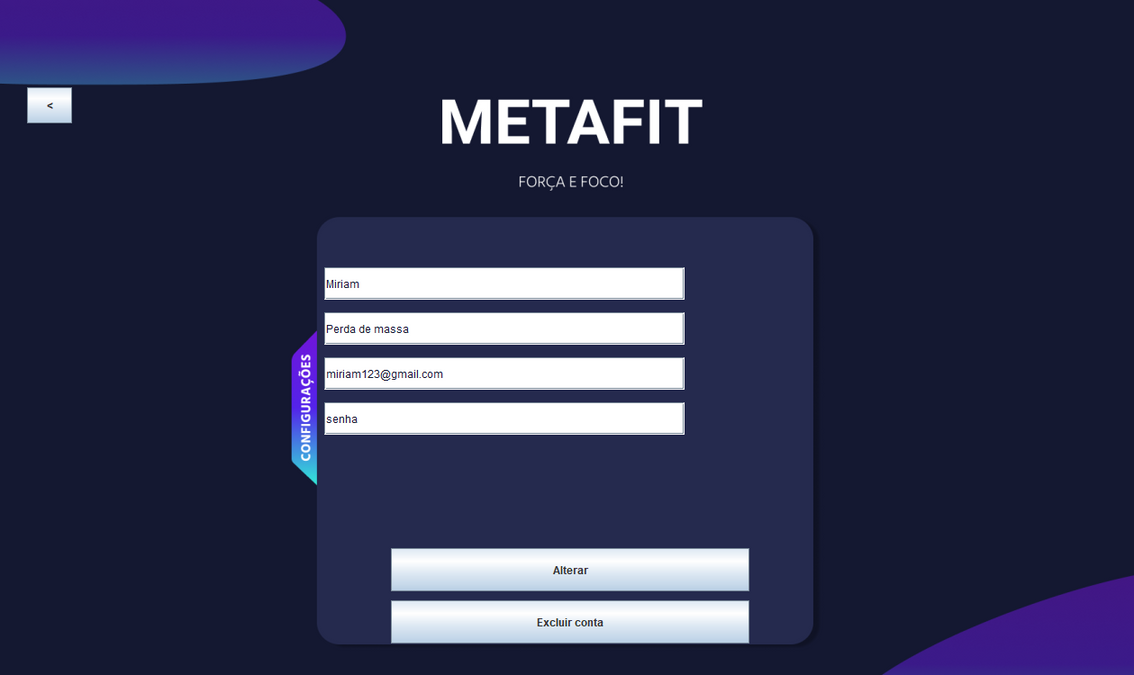 <
METAFIT
FORÇA E FOCO!
Miriam
Perda de massa
miriam123@gmail.com
senha
CONFIGURAÇÕES
Alterar
Excluir conta